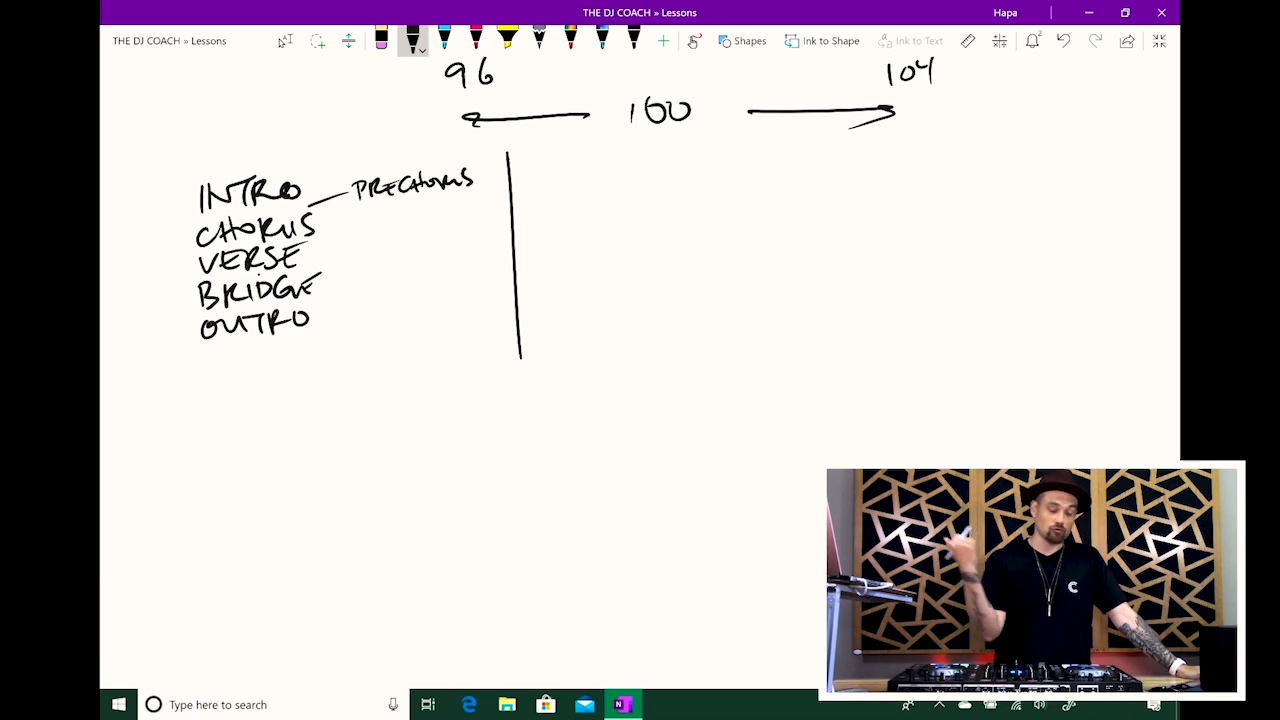 THE DJ COACH » Lessons
Hapa
THE DJ COACH » Lessons
Shapes
Ink to Shape
Ink to Text
96
104
100
INTRO
PRECHORUS
CHORUS
VERSE
BRIDGE
OUTRO
C
Type here to search